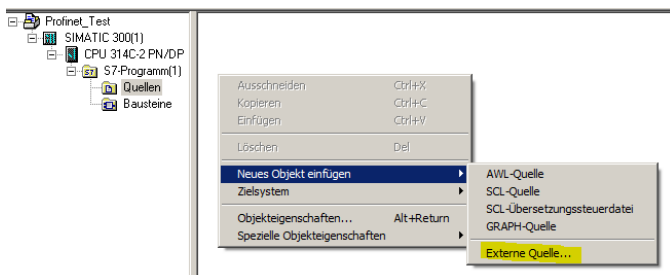 Profinet_Test
SIMATIC 300(1)
CPU 314C-2 PN/DP
S7-Programm(1)
Quellen
Bausteine
Ausschneiden Ctrl+X
Kopieren Ctrl+C
Einfügen Ctrl+V
Löschen Del
Neues Objekt einfügen
Zielsystem
Objekteigenschaften... Alt+Return
Spezielle Objekteigenschaften
AWL-Quelle
SCL-Quelle
SCL-Übersetzungssteuerdatei
GRAPH-Quelle
Externe Quelle...